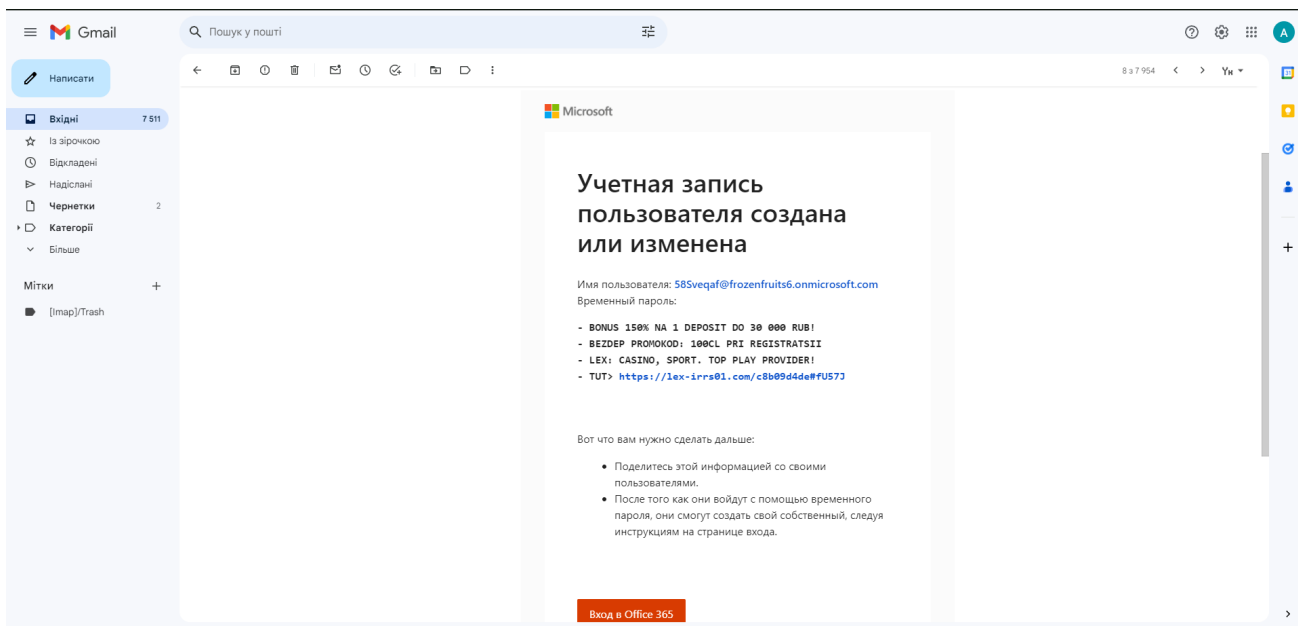 Gmail
Пошук у пошті
A
Написати
8 з 7 954
Ук
Вхідні 7 511
Із зірочкою
Відкладені
Надіслані
Чернетки 2
Категорії
Більше
Мітки
[Imap]/Trash
Microsoft
Учетная запись
пользователя создана
или изменена
Имя пользователя: 58Sveqaf@frozenfruits6.onmicrosoft.com
Временный пароль:
- BONUS 150% NA 1 DEPOSIT DO 30 000 RUB!
- BEZDEP PROMOKOD: 100CL PRI REGISTRATSII
- LEX: CASINO, SPORT. TOP PLAY PROVIDER!
- TUT> https://lex-irrs01.com/c8b09d4de#fU57J
Вот что вам нужно сделать дальше:
• Поделитесь этой информацией со своими
пользователями.
• После того как они войдут с помощью временного
пароля, они смогут создать свой собственный, следуя
инструкциям на странице входа.
Вход в Office 365